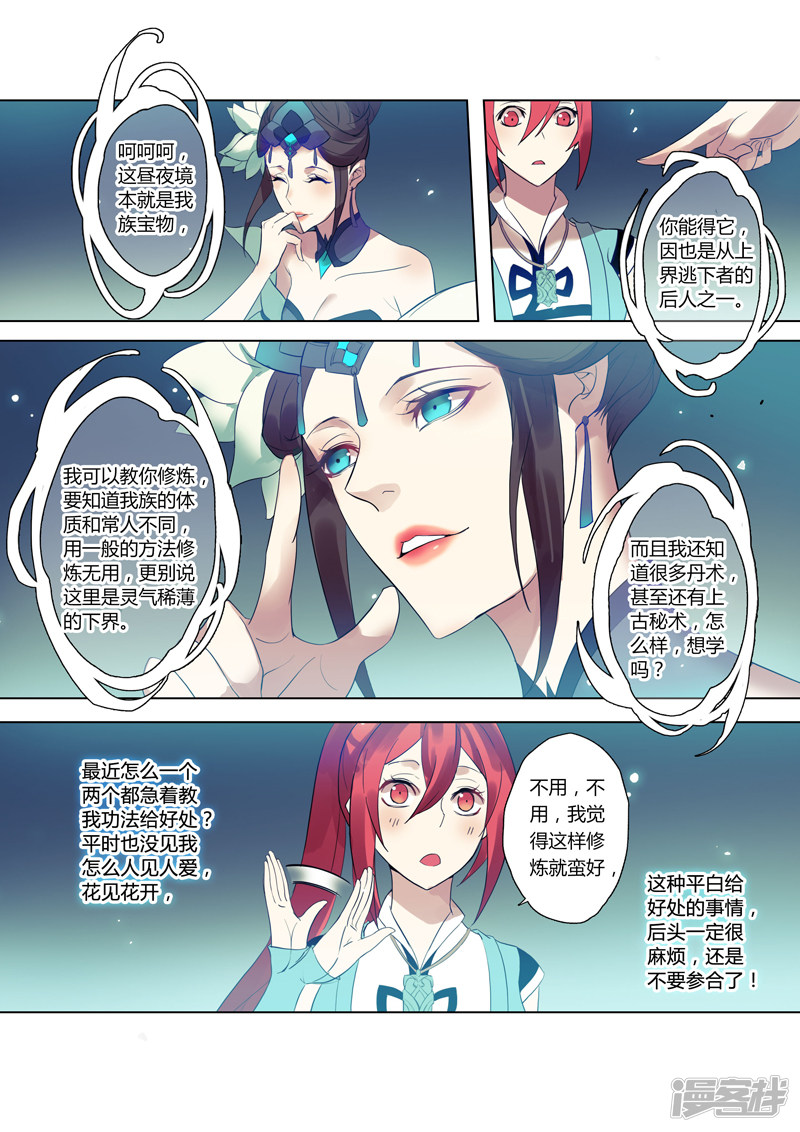 呵呵呵，
这昼夜境
本就是我
族宝物，
你能得它，
因也是从上
界逃下者的
后人之一。
我可以教你修炼，
要知道我族的体
质和常人不同，
用一般的方法修
炼无用，更别说
这里是灵气稀薄
的下界。
而且我还知
道很多丹术，
甚至还有上
古秘术，怎
么样，想学
吗？
最近怎么一个
两个都急着教
我功法给好处？
平时也没见我
怎么人见人爱，
花见花开，
不用，不
用，我觉
得这样修
炼就蛮好，
这种平白给
好处的事情，
后头一定很
麻烦，还是
不要参合了！
漫客栈